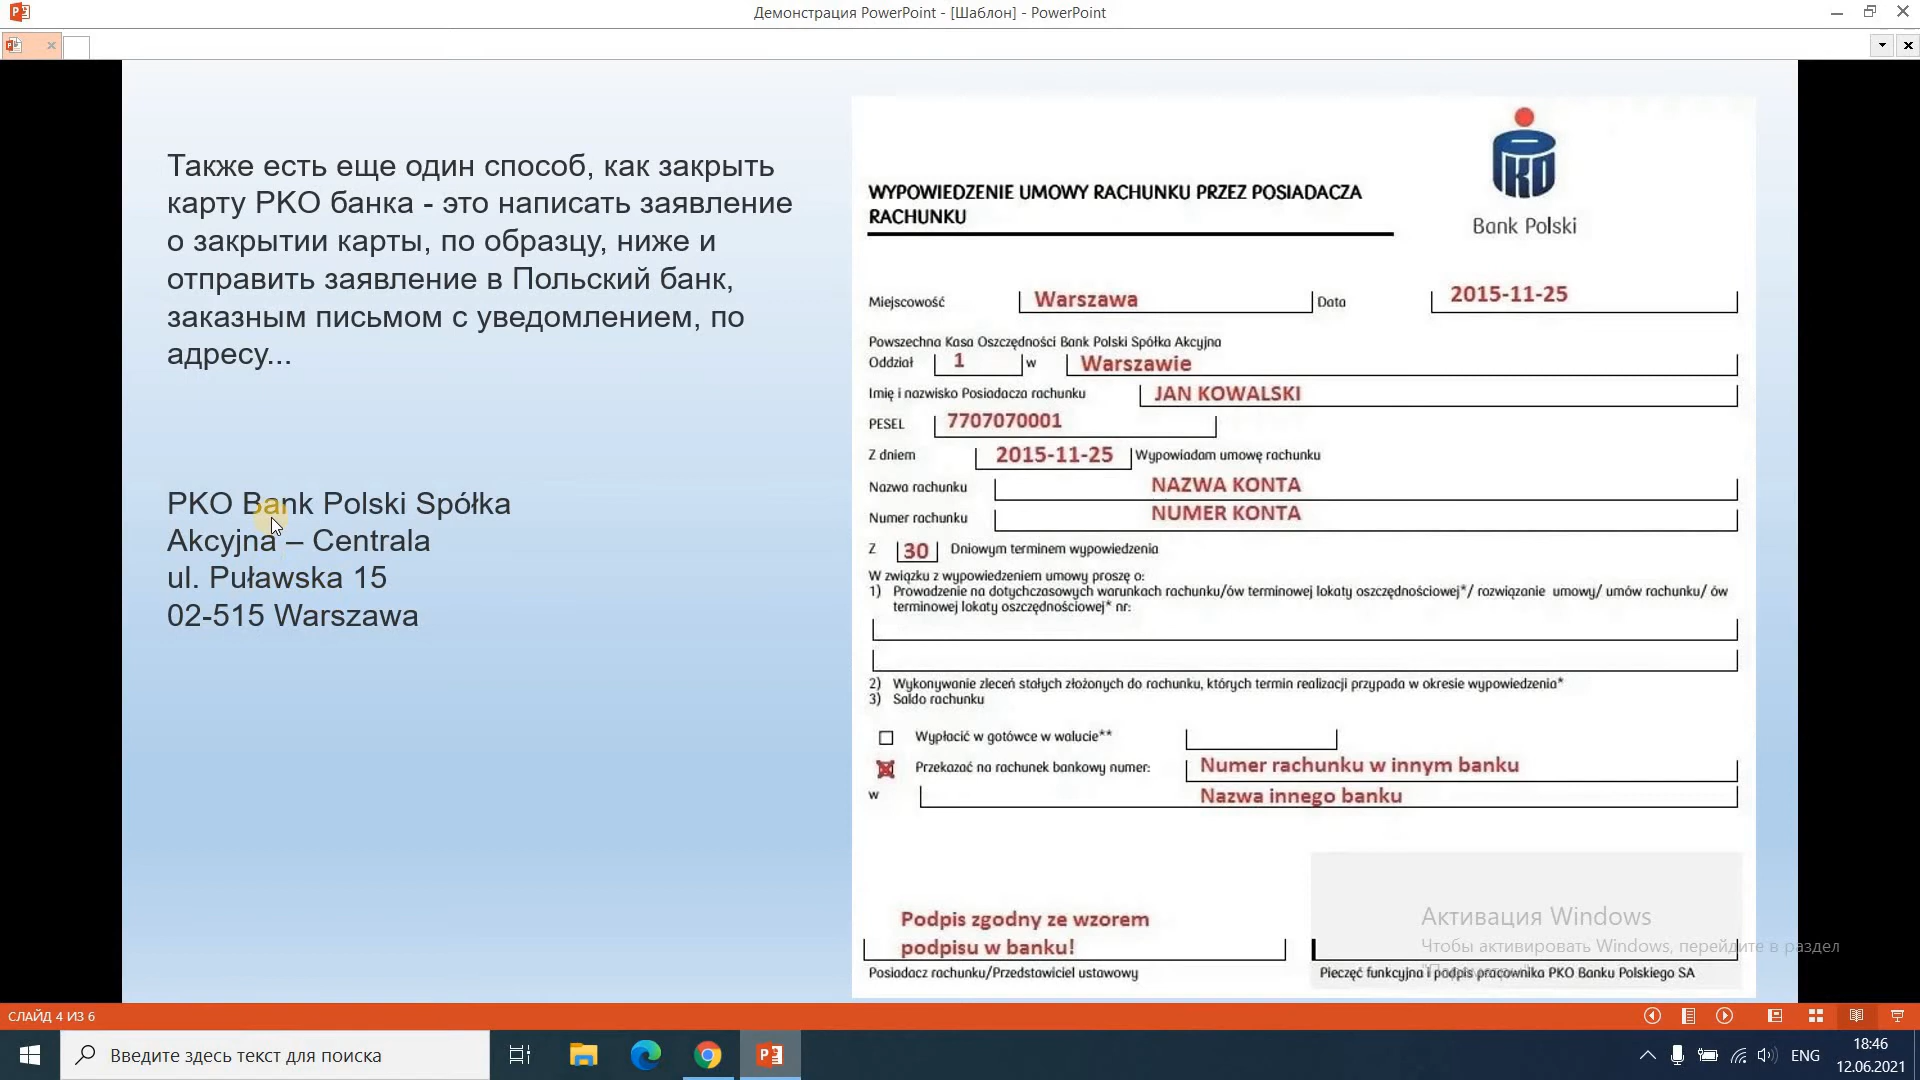 Демонстрация PowerPoint - [Шаблон] - PowerPoint
Также есть еще один способ, как закрыть
карту PKO банка - это написать заявление
о закрытии карты, по образцу, ниже и
отправить заявление в Польский банк,
заказным письмом с уведомлением, по
адресу...
PKO Bank Polski Spółka
Akcyjna – Centrala
ul. Puławska 15
02-515 Warszawa
PKO
Bank Polski
WYPOWIEDZENIE UMOWY RACHUNKU PRZEZ POSIADACZA
RACHUNKU
Miejscowość Warszawa Data 2015-11-25
Powszechna Kasa Oszczędności Bank Polski Spółka Akcyjna
Oddział 1 w Warszawie
Imię i nazwisko Posiadacza rachunku JAN KOWALSKI
PESEL 7707070001
Z dniem 2015-11-25 Wypowiadam umowę rachunku
Nazwa rachunku NAZWA KONTA
Numer rachunku NUMER KONTA
Z 30 Dniowym terminem wypowiedzenia
W związku z wypowiedzeniem umowy proszę o:
1) Prowadzenie na dotychczasowych warunkach rachunku/ów terminowej lokaty oszczędnościowej*/ rozwiązanie umowy/ umów rachunku/ ów
terminowej lokaty oszczędnościowej* nr:
2) Wykonywanie zleceń stałych złożonych do rachunku, których termin realizacji przypada w okresie wypowiedzenia*
3) Saldo rachunku
Wypłacić w gotówce w walucie**
Przekazać na rachunek bankowy numer: Numer rachunku w innym banku
w Nazwa innego banku
Podpis zgodny ze wzorem
podpisu w banku!
Posiadacz rachunku/Przedstawiciel ustawowy
Pieczęć funkcyjna i podpis pracownika PKO Banku Polskiego SA
Активация Windows
Чтобы активировать Windows, перейдите в раздел
"Параметры".
СЛАЙД 4 ИЗ 6
Введите здесь текст для поиска
ENG
18:46
12.06.2021